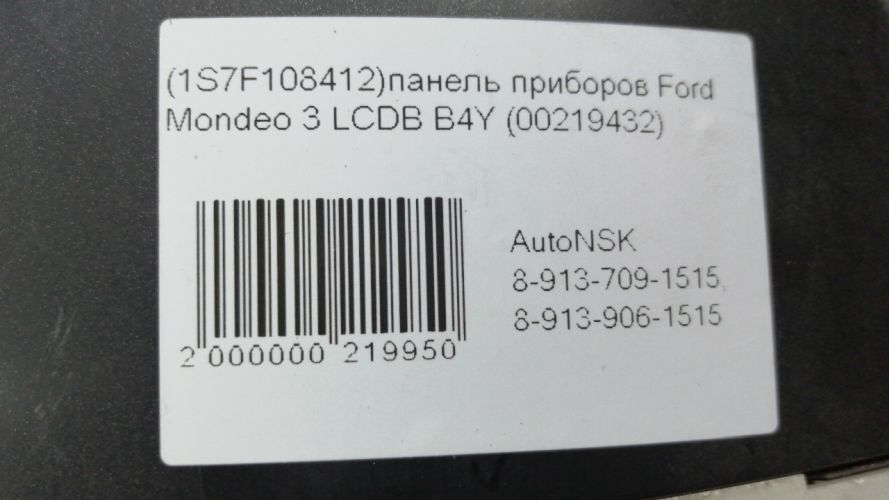 (1S7F108412)панель приборов Ford
Mondeo 3 LCDB B4Y (00219432)
AutoNSK
8-913-709-1515,
8-913-906-1515
2 000000 219950